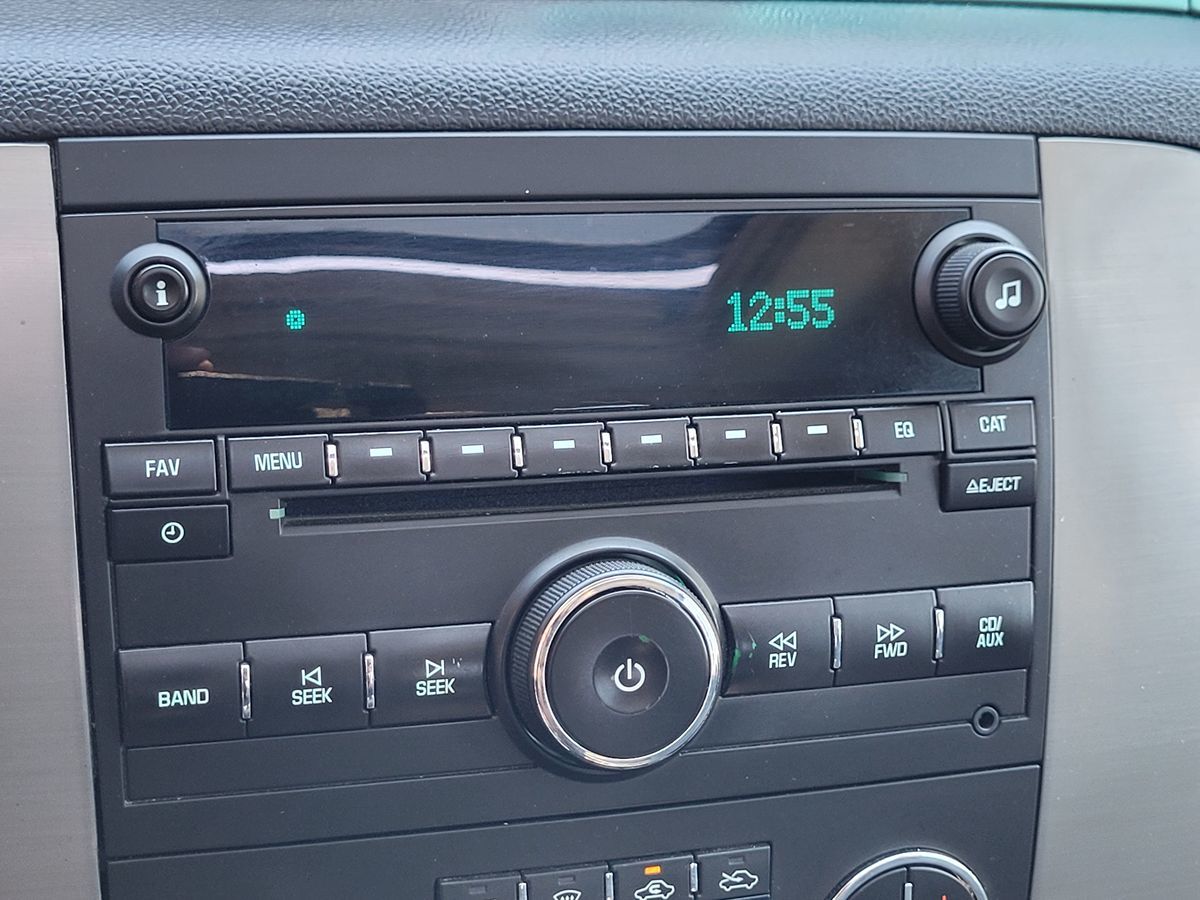 i
12:55
FAV
MENU
EQ
CAT
EJECT
BAND
SEEK
SEEK
REV
FWD
CD/
AUX